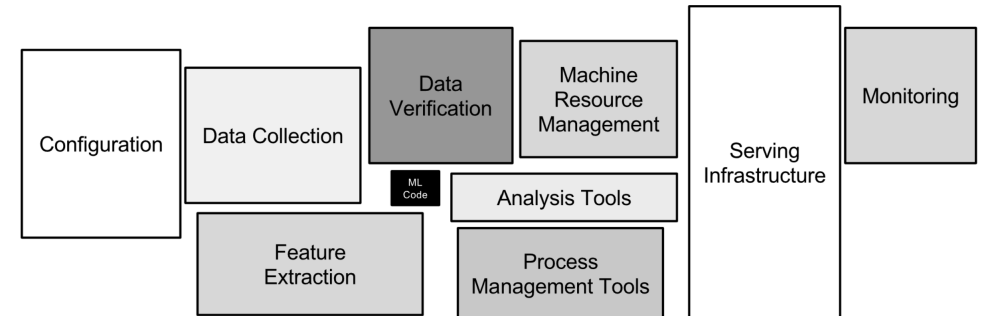 Configuration
Data Collection
Data
Verification
Machine
Resource
Management
Monitoring
Serving
Infrastructure
ML
Code
Analysis Tools
Feature
Extraction
Process
Management Tools